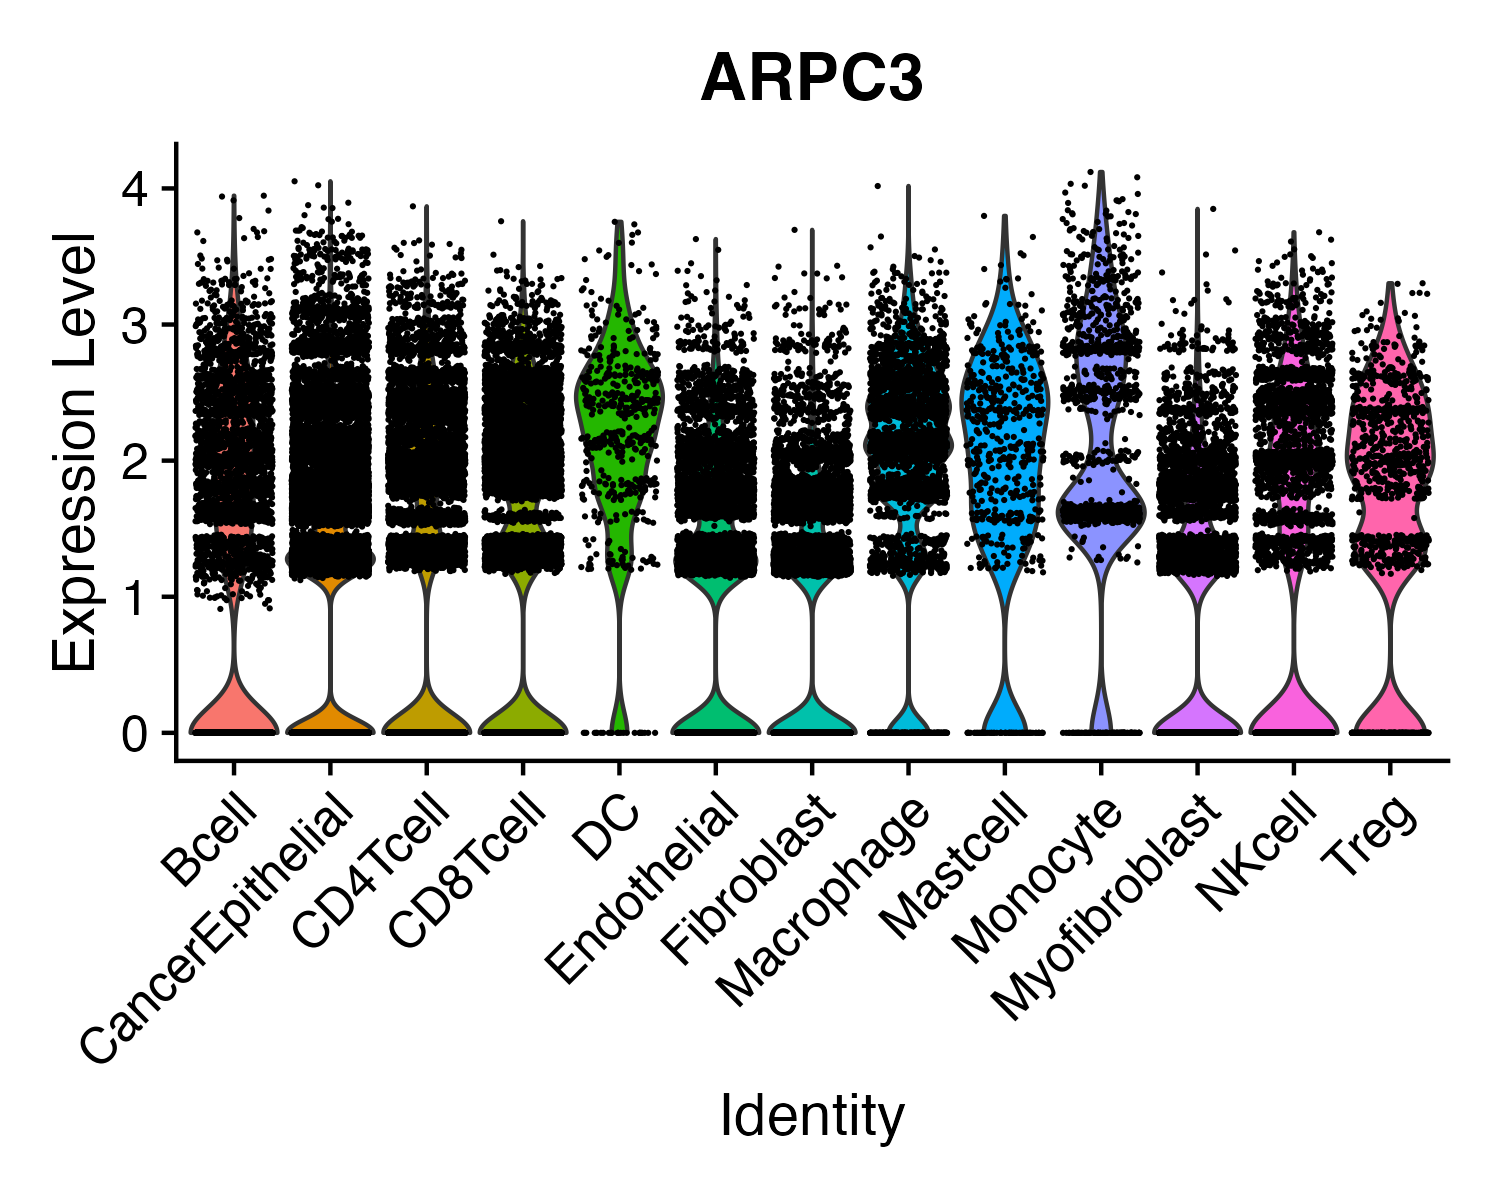 ARPC3
Expression Level
4
3
2
1
0
Bcell
CancerEpithelial
CD4Tcell
CD8Tcell
DC
Endothelial
Fibroblast
Macrophage
Mastcell
Monocyte
Myofibroblast
NKcell
Treg
Identity